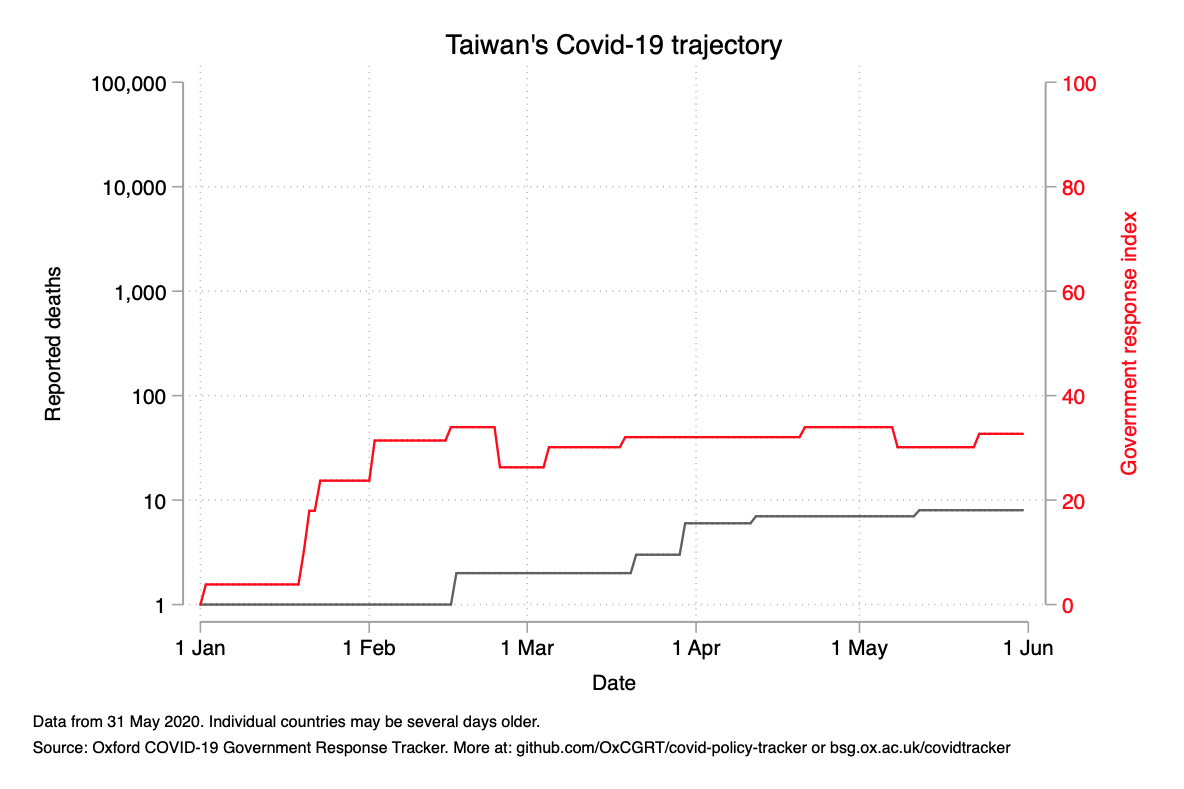 Taiwan's Covid-19 trajectory
100,000
10,000
1,000
100
10
1
Reported deaths
100
80
60
40
20
0
Government response index
1 Jan
1 Feb
1 Mar
1 Apr
1 May
1 Jun
Date
Data from 31 May 2020. Individual countries may be several days older.
Source: Oxford COVID-19 Government Response Tracker. More at: github.com/OxCGRT/covid-policy-tracker or bsg.ox.ac.uk/covidtracker